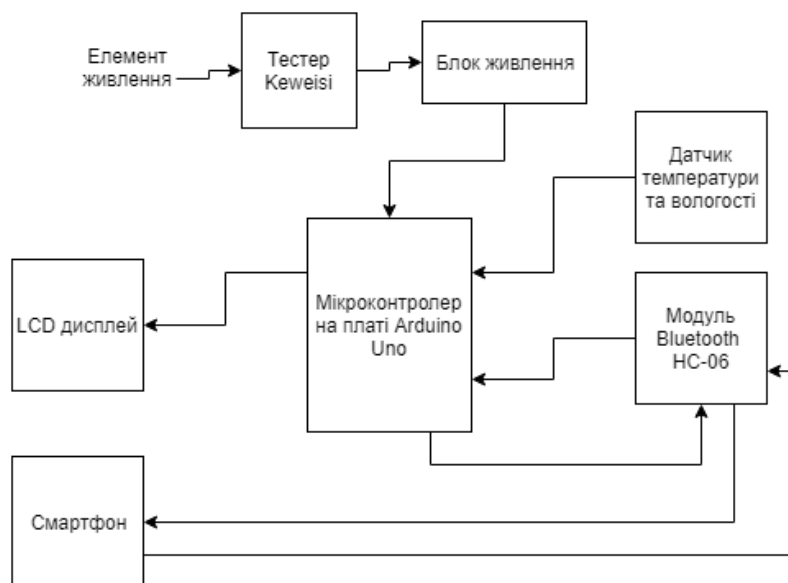 Елемент
живлення
Тестер
Keweisi
Блок живлення
Датчик
температури
та вологості
Мікроконтролер
на платі Arduino
Uno
LCD дисплей
Модуль
Bluetooth
HC-06
Смартфон